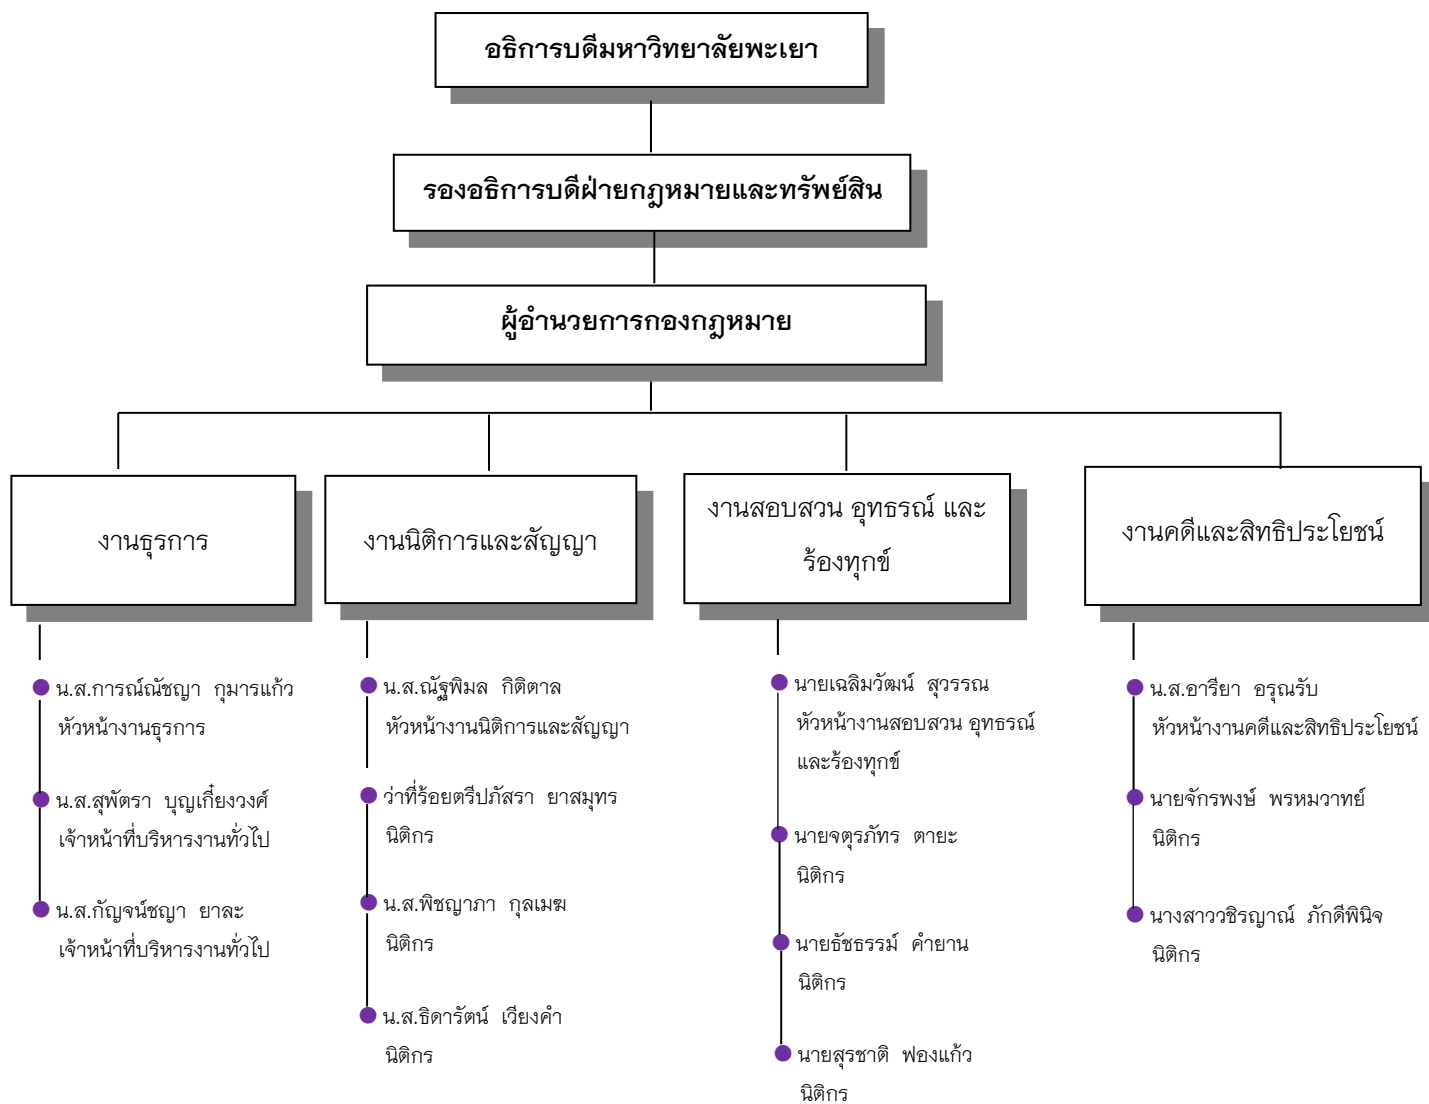 อธิการบดีมหาวิทยาลัยพะเยา
รองอธิการบดีฝ่ายกฎหมายและทรัพย์สิน
ผู้อำนวยการกองกฎหมาย
งานธุรการ
น.ส.การณ์ณัชญา กุมารแก้ว
หัวหน้างานธุรการ
น.ส.สุพัตรา บุญเกี๋ยงวงศ์
เจ้าหน้าที่บริหารงานทั่วไป
น.ส.กัญจน์ชญา ยาละ
เจ้าหน้าที่บริหารงานทั่วไป
งานนิติการและสัญญา
น.ส.ณัฐพิมล กิติตาล
หัวหน้างานนิติการและสัญญา
ว่าที่ร้อยตรีปภัสรา ยาสมุทร
นิติกร
น.ส.พิชญาภา กุลเมฆ
นิติกร
น.ส.ธิดารัตน์ เวียงคำ
นิติกร
งานสอบสวน อุทธรณ์ และ
ร้องทุกข์
นายเฉลิมวัฒน์ สุวรรณ
หัวหน้างานสอบสวน อุทธรณ์
และร้องทุกข์
นายจตุรภัทร ตายะ
นิติกร
นายธัชธรรม์ คำยาน
นิติกร
นายสุรชาติ ฟองแก้ว
นิติกร
งานคดีและสิทธิประโยชน์
น.ส.อารียา อรุณรับ
หัวหน้างานคดีและสิทธิประโยชน์
นายจักรพงษ์ พรหมวาทย์
นิติกร
นางสาววชิรญาณ์ ภักดีพินิจ
นิติกร